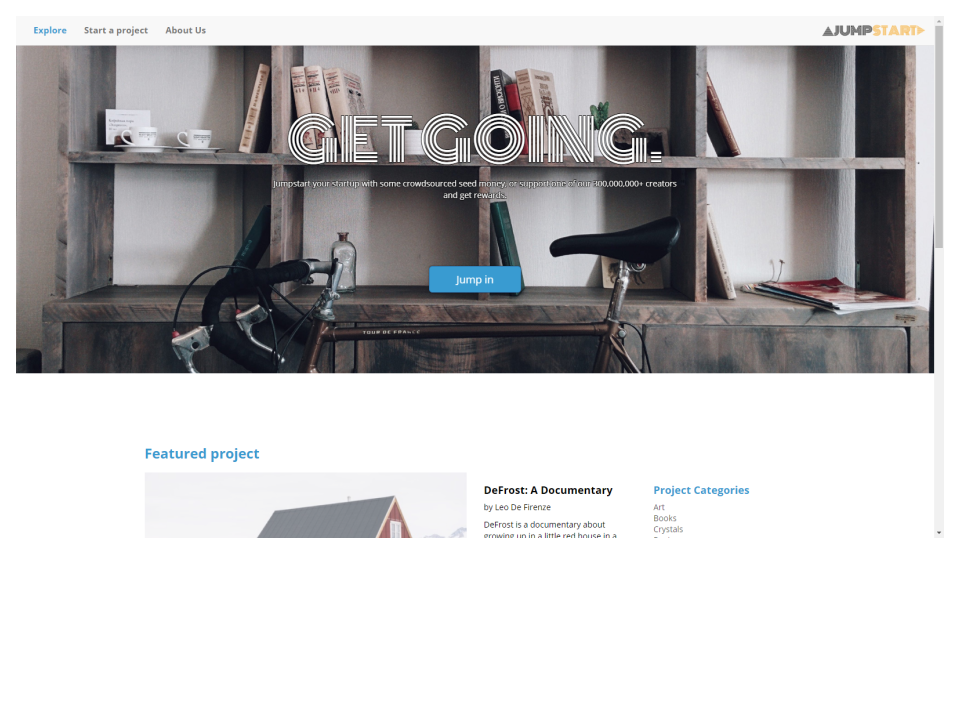 Explore Start a project About Us
JUMPSTART
GET GOING.
Jumpstart your startup with some crowdsourced seed money, or support one of our 300,000,000+ creators
and get rewards.
Jump in
TOUR DE FRANCE
Featured project
DeFrost: A Documentary
by Leo De Firenze
DeFrost is a documentary about
growing up in a little red house in a
Project Categories
Art
Books
Crystals